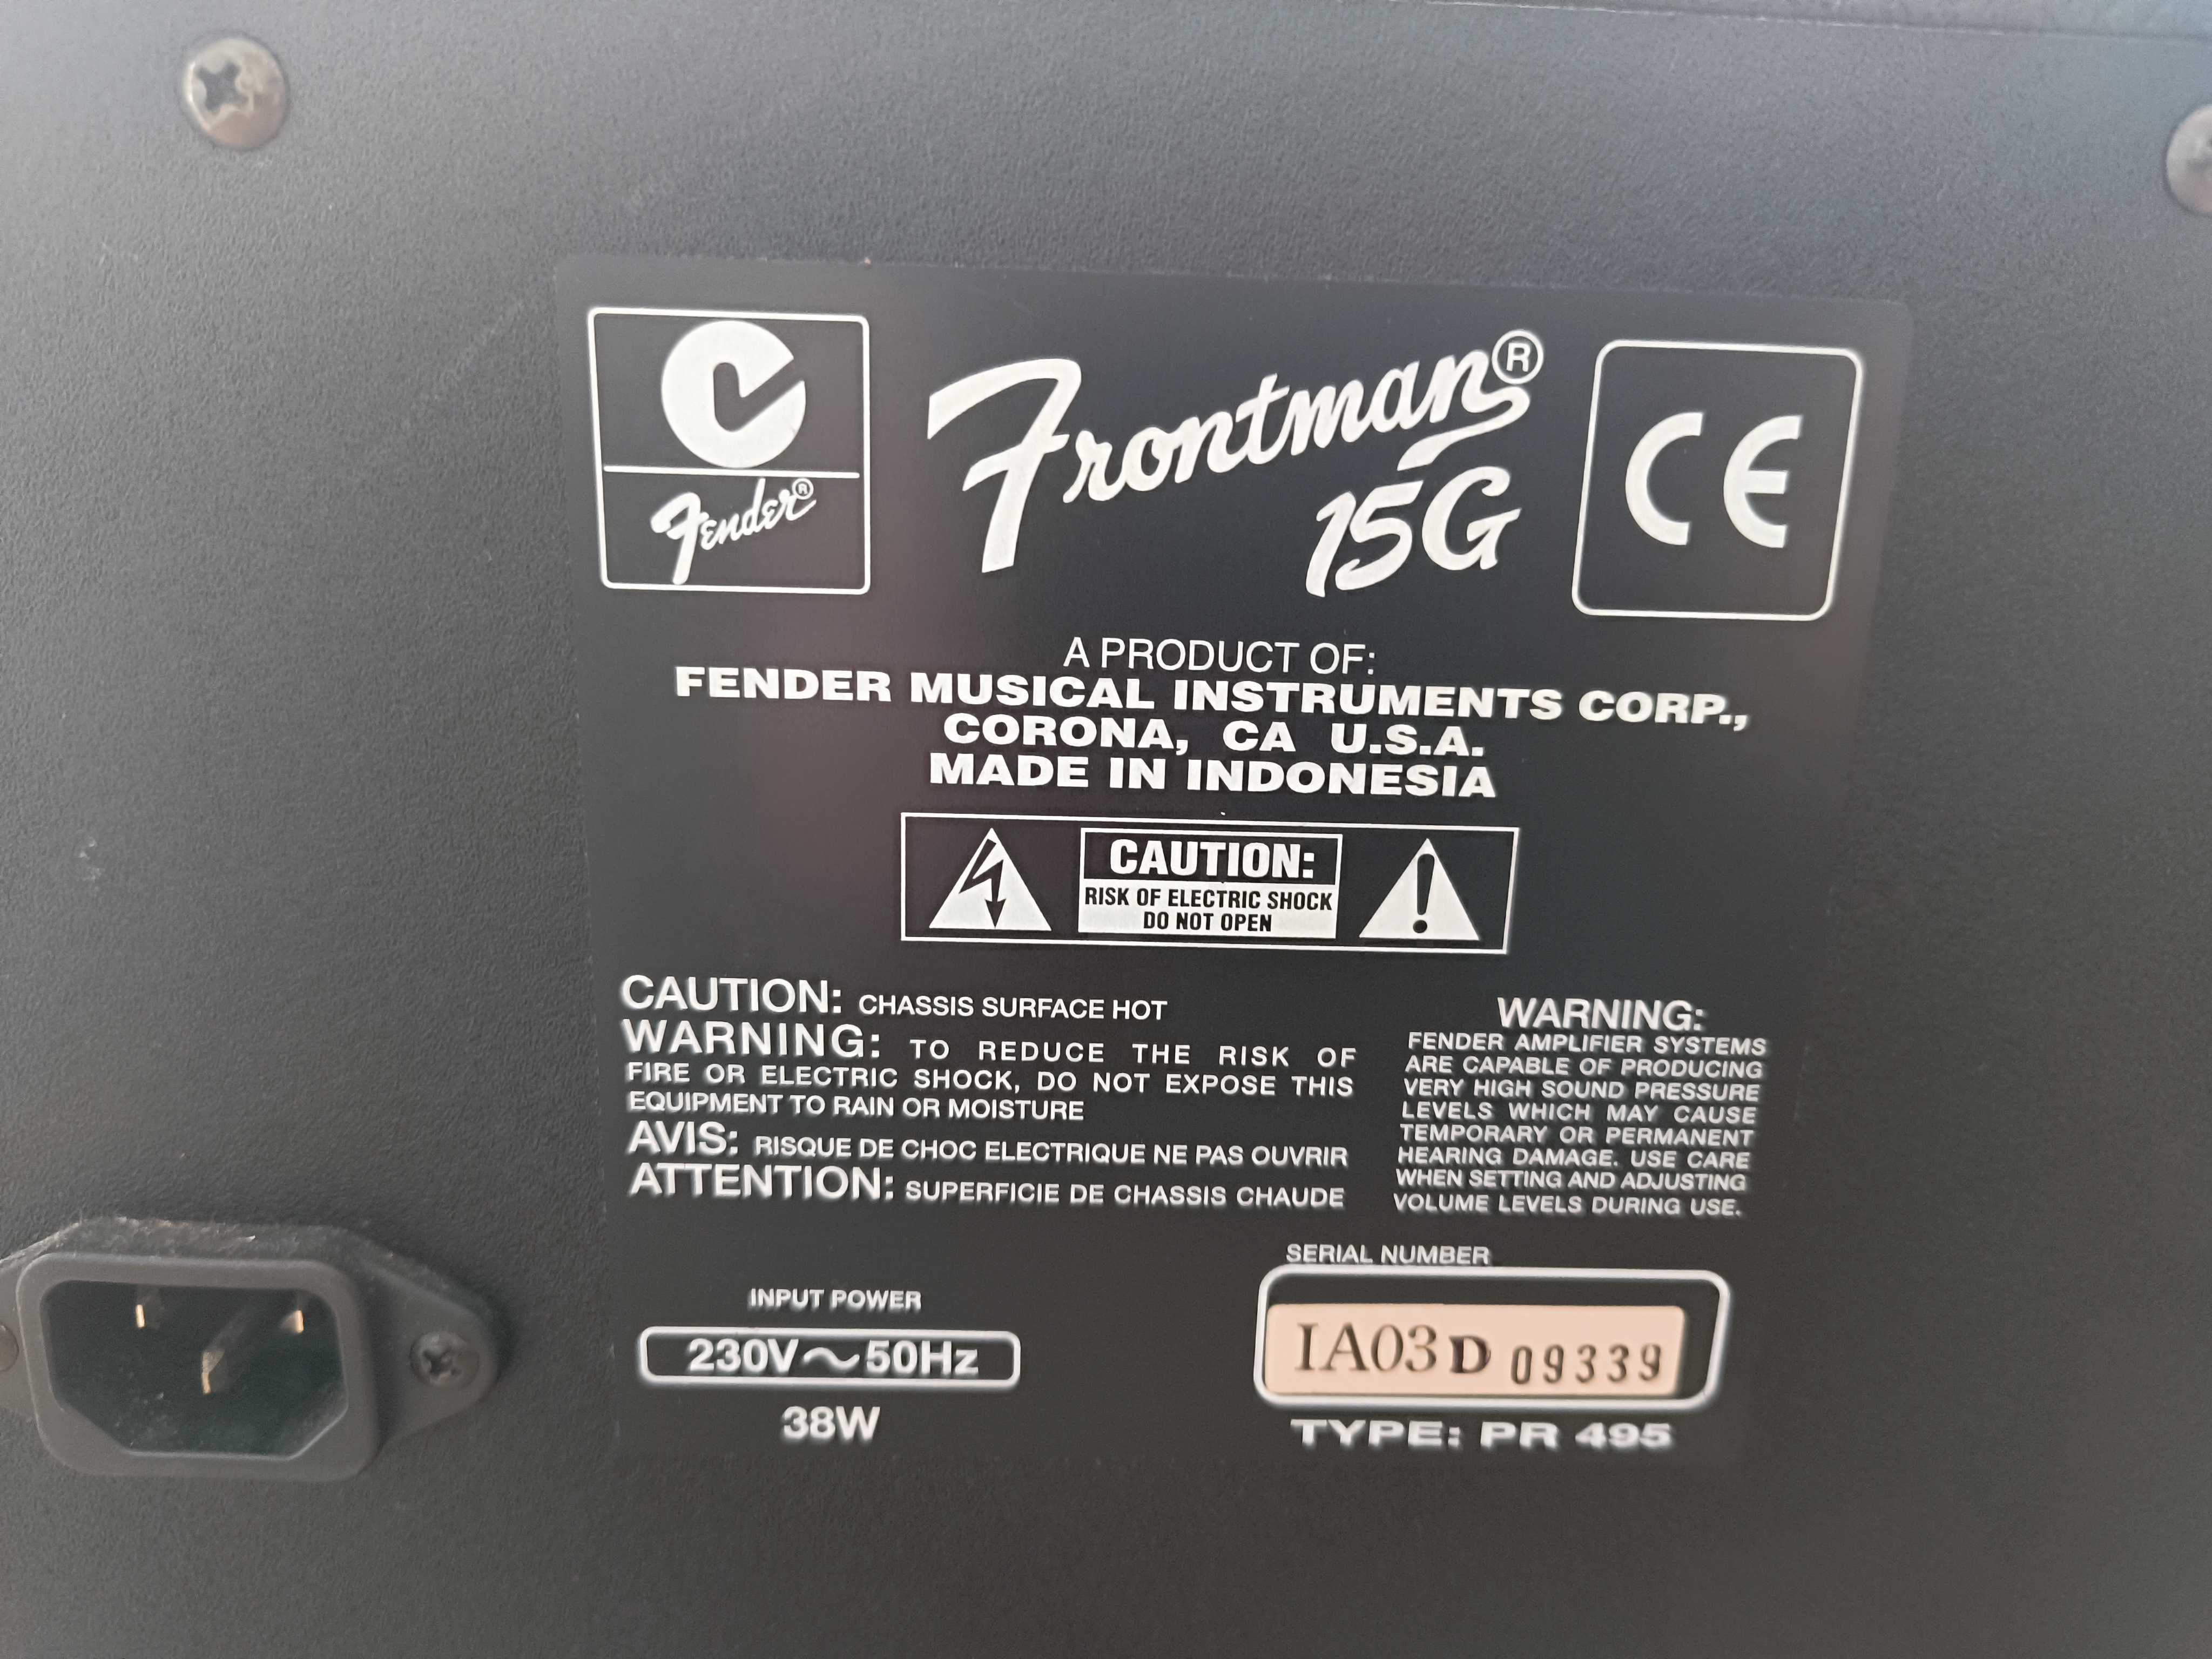 Fender®
Frontman®
15G
CE
A PRODUCT OF:
FENDER MUSICAL INSTRUMENTS CORP.,
CORONA, CA U.S.A.
MADE IN INDONESIA
CAUTION:
RISK OF ELECTRIC SHOCK
DO NOT OPEN
CAUTION: CHASSIS SURFACE HOT
WARNING: TO REDUCE THE RISK OF
FIRE OR ELECTRIC SHOCK, DO NOT EXPOSE THIS
EQUIPMENT TO RAIN OR MOISTURE
AVIS: RISQUE DE CHOC ELECTRIQUE NE PAS OUVRIR
ATTENTION: SUPERFICIE DE CHASSIS CHAUDE
WARNING:
FENDER AMPLIFIER SYSTEMS
ARE CAPABLE OF PRODUCING
VERY HIGH SOUND PRESSURE
LEVELS WHICH MAY CAUSE
TEMPORARY OR PERMANENT
HEARING DAMAGE. USE CARE
WHEN SETTING AND ADJUSTING
VOLUME LEVELS DURING USE.
INPUT POWER
230V~50Hz
38W
SERIAL NUMBER
IA03D 09339
TYPE: PR 495